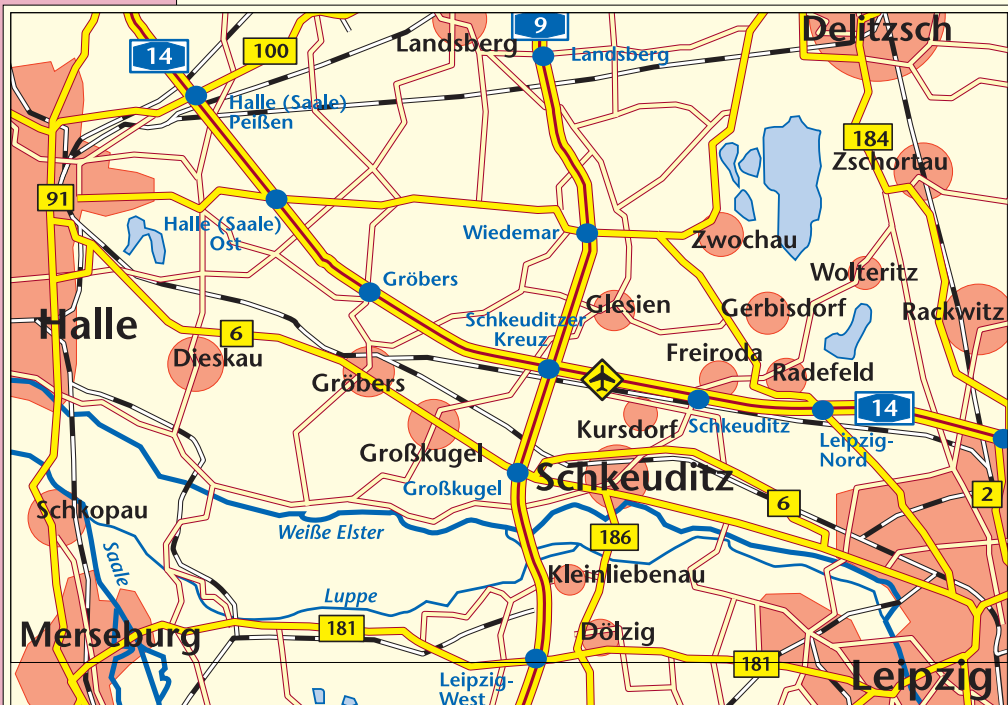 Delitzsch
9
14
100
Landsberg
Landsberg
Halle (Saale)
Peißen
184
Zschortau
91
Halle (Saale)
Ost
Wiedemar
Zwochau
Wolteritz
Gröbers
Glesien
Gerbisdorf
Rackwitz
Halle
Schkeuditzer
Kreuz
6
Dieskau
Freiroda
Radefeld
Gröbers
14
Kursdorf
Schkeuditz
Leipzig-
Nord
Großkugel
Schkeuditz
Großkugel
2
6
Schkopau
Weiße Elster
186
Saale
Kleinliebenau
Luppe
181
Merseburg
Dölzig
181
Leipzig
Leipzig-
West